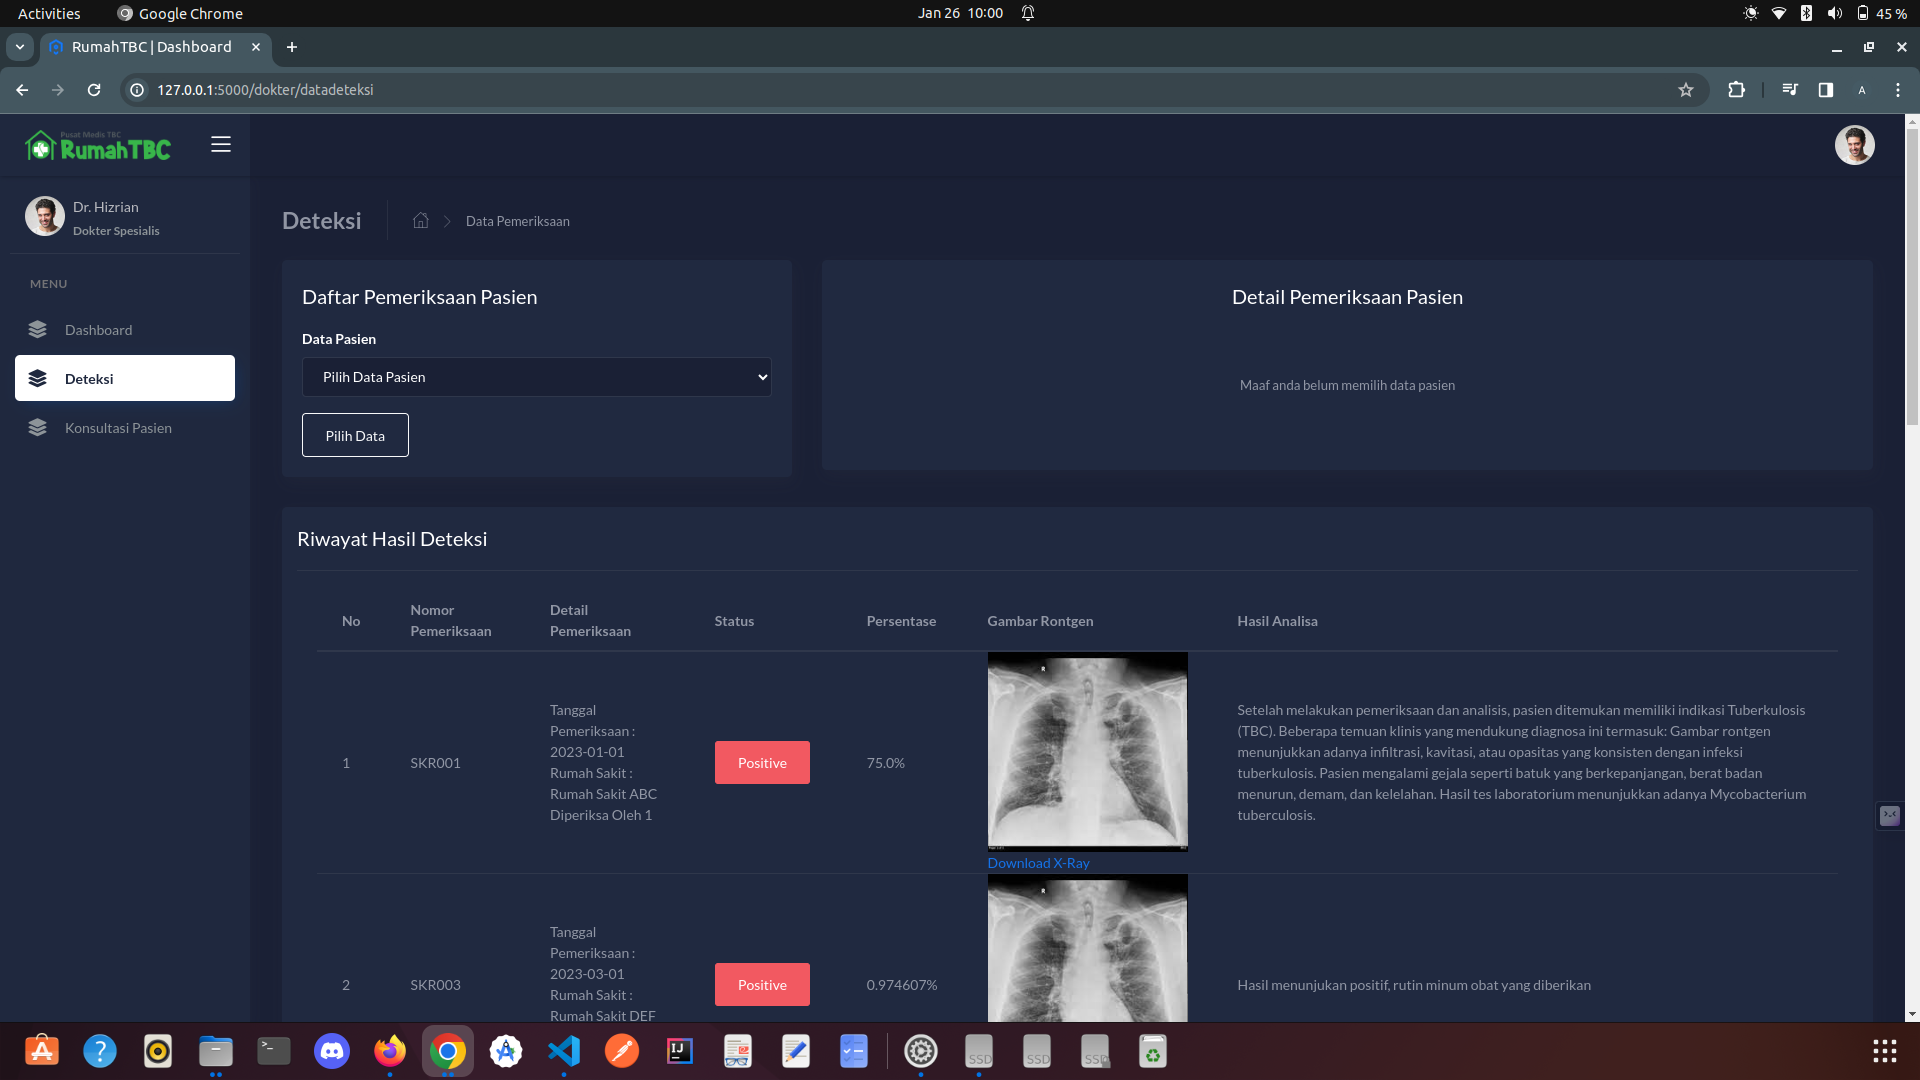 Activities
Google Chrome
Jan 26 10:00
45 %
RumahTBC | Dashboard
127.0.0.1:5000/dokter/datadeteksi
A
Pusat Medis TBC
RumahTBC
Dr. Hizrian
Dokter Spesialis
MENU
Dashboard
Deteksi
Konsultasi Pasien
Deteksi
Data Pemeriksaan
Daftar Pemeriksaan Pasien
Data Pasien
Pilih Data Pasien
Pilih Data
Detail Pemeriksaan Pasien
Maaf anda belum memilih data pasien
Riwayat Hasil Deteksi
No
Nomor
Pemeriksaan
Detail
Pemeriksaan
Status
Persentase
Gambar Rontgen
Hasil Analisa
1
SKR001
Tanggal
Pemeriksaan :
2023-01-01
Rumah Sakit :
Rumah Sakit ABC
Diperiksa Oleh 1
Positive
75.0%
R
Download X-Ray
Setelah melakukan pemeriksaan dan analisis, pasien ditemukan memiliki indikasi Tuberkulosis
(TBC). Beberapa temuan klinis yang mendukung diagnosa ini termasuk: Gambar rontgen
menunjukkan adanya infiltrasi, kavitasi, atau opasitas yang konsisten dengan infeksi
tuberkulosis. Pasien mengalami gejala seperti batuk yang berkepanjangan, berat badan
menurun, demam, dan kelelahan. Hasil tes laboratorium menunjukkan adanya Mycobacterium
tuberculosis.
2
SKR003
Tanggal
Pemeriksaan :
2023-03-01
Rumah Sakit :
Rumah Sakit DEF
Positive
0.974607%
R
Hasil menunjukan positif, rutin minum obat yang diberikan
IJ
SSD
SSD
SSD